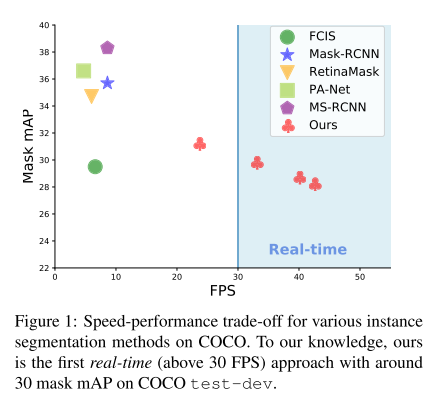 40
38
36
34
32
30
28
26
24
22
Mask mAP
FCIS
Mask-RCNN
RetinaMask
PA-Net
MS-RCNN
Ours
Real-time
0 10 20 30 40 50
FPS
Figure 1: Speed-performance trade-off for various instance
segmentation methods on COCO. To our knowledge, ours
is the first real-time (above 30 FPS) approach with around
30 mask mAP on COCO test-dev.